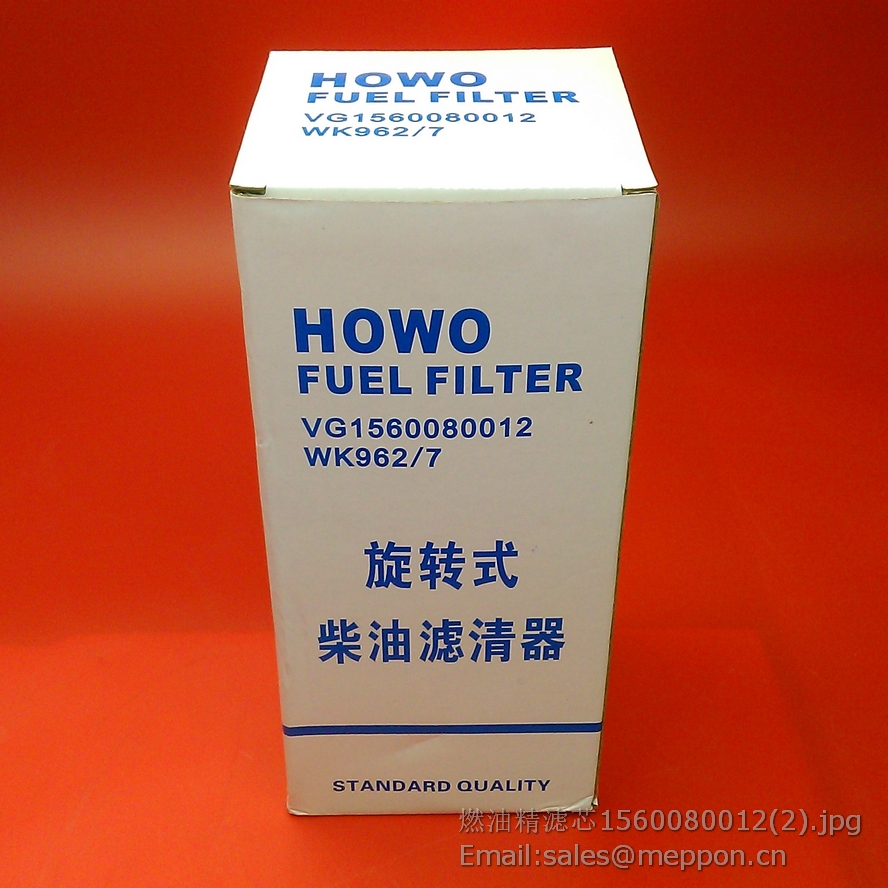 HOWO
FUEL FILTER
VG1560080012
WK962/7
HOWO
FUEL FILTER
VG1560080012
WK962/7
旋转式
柴油滤清器
STANDARD QUALITY
燃油精滤芯1560080012(2).jpg
Email:sales@meppon.cn